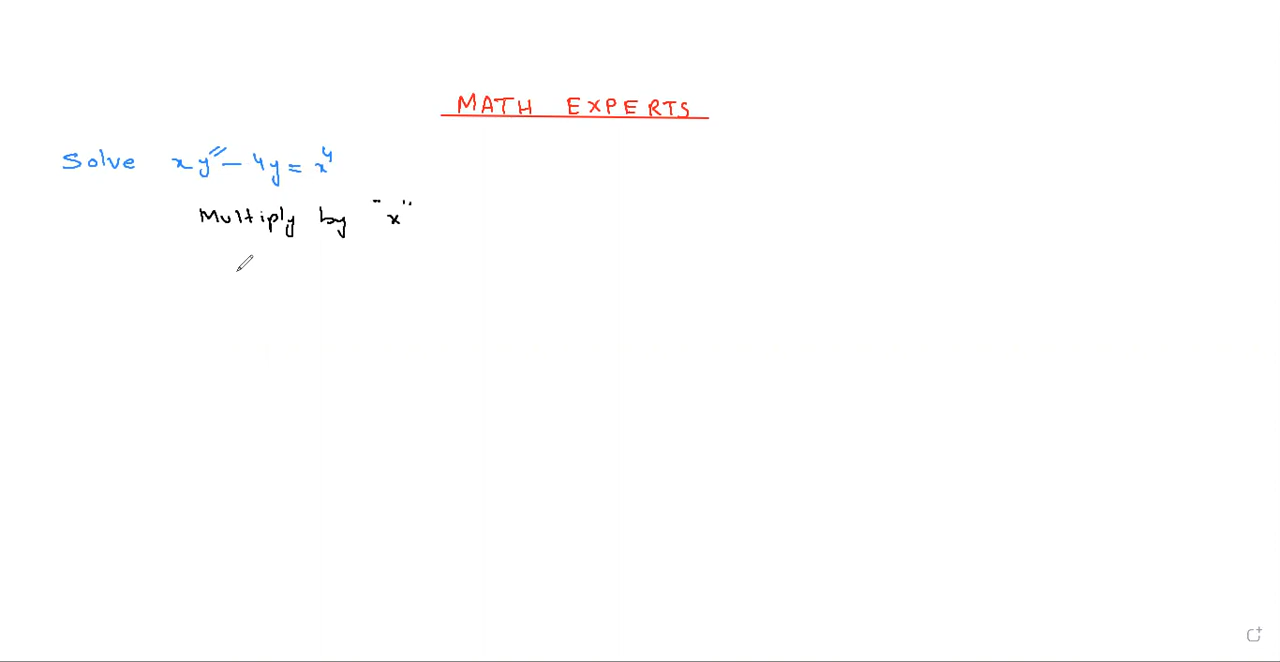 MATH EXPERTS
Solve xy″ − 4y = x⁴
Multiply by "x"